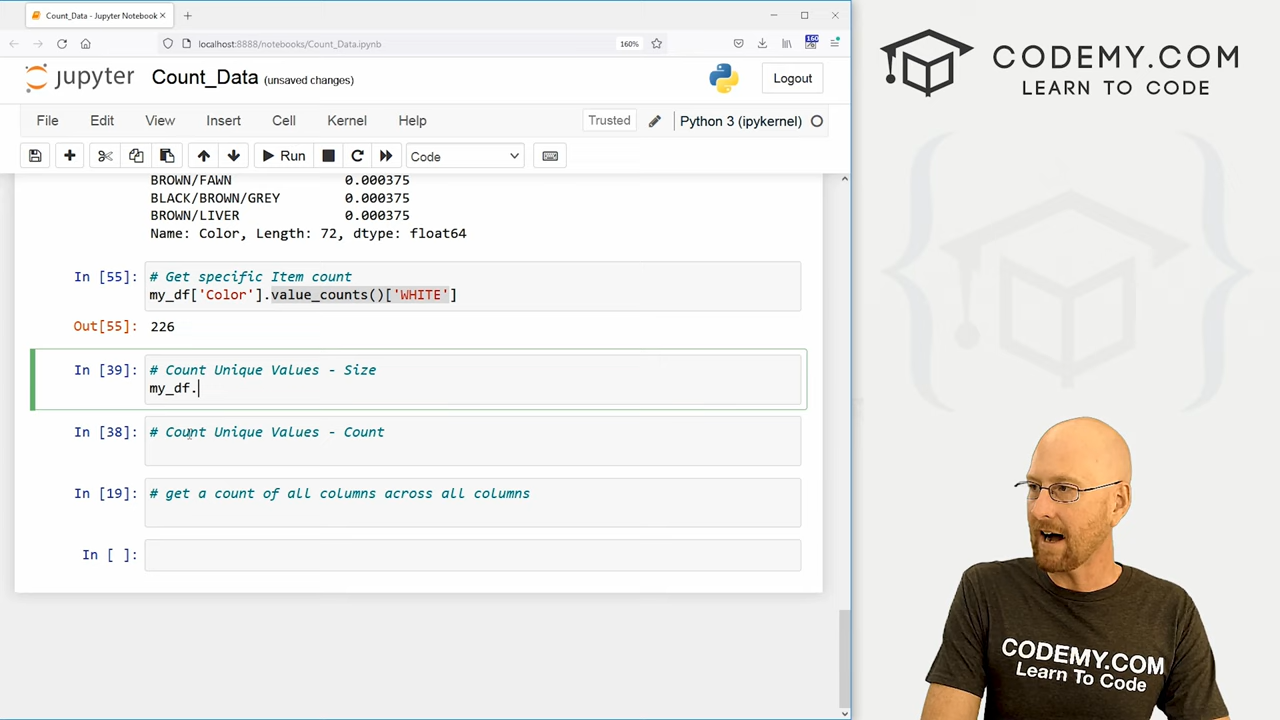 Count_Data - Jupyter Notebook
localhost:8888/notebooks/Count_Data.ipynb
160%
160
jupyter Count_Data (unsaved changes)
Logout
File Edit View Insert Cell Kernel Help
Trusted
Python 3 (ipykernel)
Run
Code
BROWN/FAWN 0.000375
BLACK/BROWN/GREY 0.000375
BROWN/LIVER 0.000375
Name: Color, Length: 72, dtype: float64
In [55]: # Get specific Item count
my_df['Color'].value_counts()['WHITE']
Out[55]: 226
In [39]: # Count Unique Values - Size
my_df.
In [38]: # Count Unique Values - Count
In [19]: # get a count of all columns across all columns
In [ ]:
CODEMY.COM
LEARN TO CODE
CODEMY.COM
Learn To Code